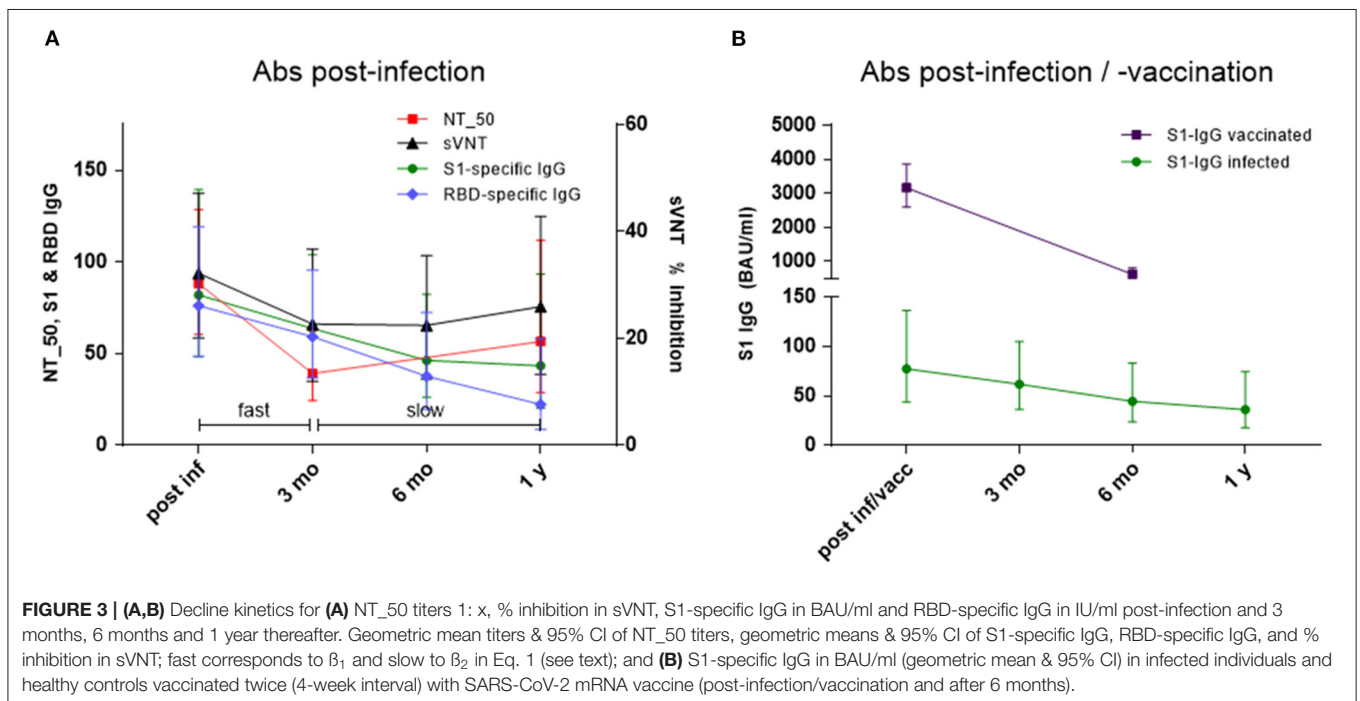 A
Abs post-infection
NT_50
sVNT
S1-specific IgG
RBD-specific IgG
NT_50, S1 & RBD IgG
150
100
50
0
60
40
20
0
sVNT % Inhibition
fast
slow
post inf
3 mo
6 mo
1 y
B
Abs post-infection / -vaccination
S1-IgG vaccinated
S1-IgG infected
S1 IgG (BAU/ml)
5000
4000
3000
2000
1000
150
100
50
0
post inf/vacc
3 mo
6 mo
1 y
FIGURE 3 | (A,B) Decline kinetics for (A) NT_50 titers 1: x, % inhibition in sVNT, S1-specific IgG in BAU/ml and RBD-specific IgG in IU/ml post-infection and 3
months, 6 months and 1 year thereafter. Geometric mean titers & 95% CI of NT_50 titers, geometric means & 95% CI of S1-specific IgG, RBD-specific IgG, and %
inhibition in sVNT; fast corresponds to ß₁ and slow to ß₂ in Eq. 1 (see text); and (B) S1-specific IgG in BAU/ml (geometric mean & 95% CI) in infected individuals and
healthy controls vaccinated twice (4-week interval) with SARS-CoV-2 mRNA vaccine (post-infection/vaccination and after 6 months).